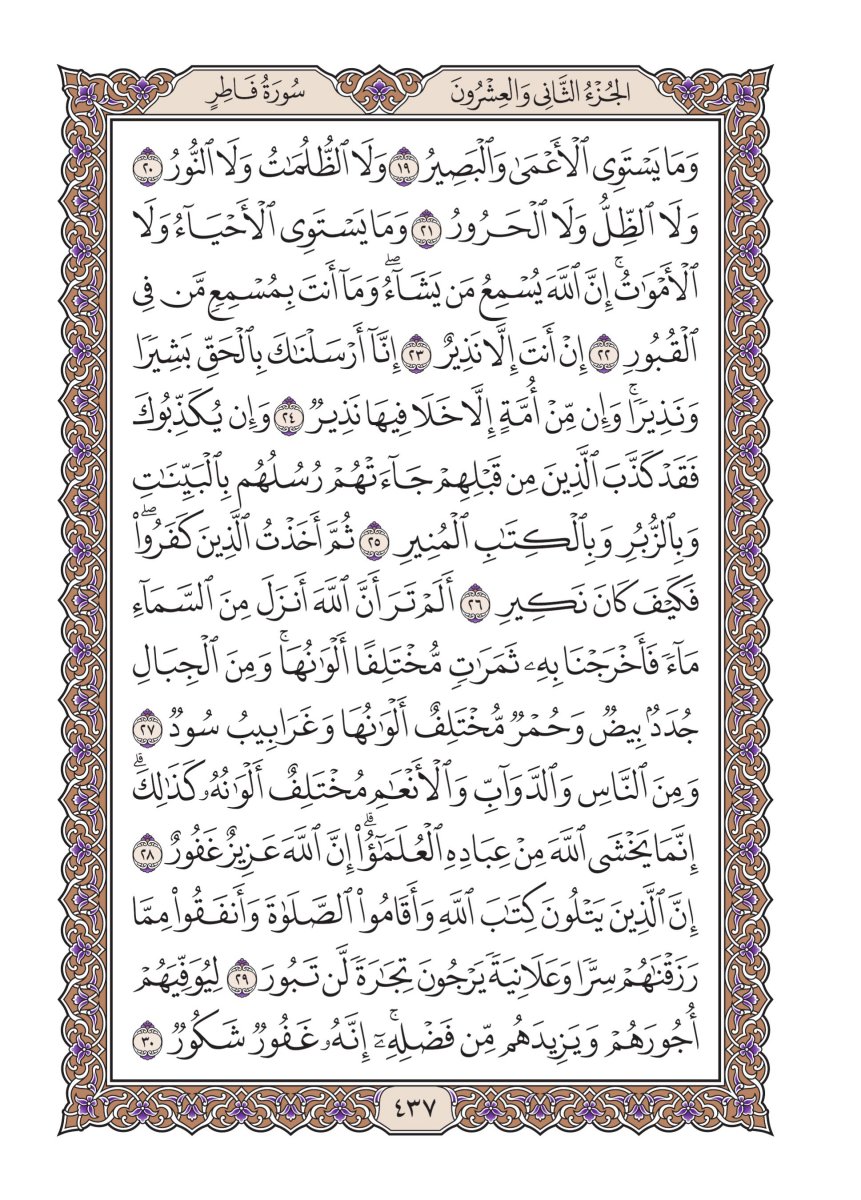 الجُزْءُ الثَّانِي وَالعِشْرُونَ
سُورَةُ فَاطِرٍ
وَمَا يَسْتَوِى ٱلْأَعْمَىٰ وَٱلْبَصِيرُ ١٩ وَلَا ٱلظُّلُمَـٰتُ وَلَا ٱلنُّورُ ٢٠
وَلَا ٱلظِّلُّ وَلَا ٱلْحَرُورُ ٢١ وَمَا يَسْتَوِى ٱلْأَحْيَآءُ وَلَا
ٱلْأَمْوَٰتُ ۚ إِنَّ ٱللَّهَ يُسْمِعُ مَن يَشَآءُ ۖ وَمَآ أَنتَ بِمُسْمِعٍ مَّن فِى
ٱلْقُبُورِ ٢٢ إِنْ أَنتَ إِلَّا نَذِيرٌ ٢٣ إِنَّآ أَرْسَلْنَـٰكَ بِٱلْحَقِّ بَشِيرًا
وَنَذِيرًا ۚ وَإِن مِّنْ أُمَّةٍ إِلَّا خَلَا فِيهَا نَذِيرٌ ٢٤ وَإِن يُكَذِّبُوكَ
فَقَدْ كَذَّبَ ٱلَّذِينَ مِن قَبْلِهِمْ جَآءَتْهُمْ رُسُلُهُم بِٱلْبَيِّنَـٰتِ
وَبِٱلزُّبُرِ وَبِٱلْكِتَـٰبِ ٱلْمُنِيرِ ٢٥ ثُمَّ أَخَذْتُ ٱلَّذِينَ كَفَرُوا۟ ۖ
فَكَيْفَ كَانَ نَكِيرِ ٢٦ أَلَمْ تَرَ أَنَّ ٱللَّهَ أَنزَلَ مِنَ ٱلسَّمَآءِ
مَآءً فَأَخْرَجْنَا بِهِۦ ثَمَرَٰتٍ مُّخْتَلِفًا أَلْوَٰنُهَا ۚ وَمِنَ ٱلْجِبَالِ
جُدَدٌۢ بِيضٌ وَحُمْرٌ مُّخْتَلِفٌ أَلْوَٰنُهَا وَغَرَابِيبُ سُودٌ ٢٧
وَمِنَ ٱلنَّاسِ وَٱلدَّوَآبِّ وَٱلْأَنْعَـٰمِ مُخْتَلِفٌ أَلْوَٰنُهُۥ كَذَٰلِكَ ۗ
إِنَّمَا يَخْشَى ٱللَّهَ مِنْ عِبَادِهِ ٱلْعُلَمَـٰٓؤُا۟ ۗ إِنَّ ٱللَّهَ عَزِيزٌ غَفُورٌ ٢٨
إِنَّ ٱلَّذِينَ يَتْلُونَ كِتَـٰبَ ٱللَّهِ وَأَقَامُوا۟ ٱلصَّلَوٰةَ وَأَنفَقُوا۟ مِمَّا
رَزَقْنَـٰهُمْ سِرًّا وَعَلَانِيَةً يَرْجُونَ تِجَـٰرَةً لَّن تَبُورَ ٢٩ لِيُوَفِّيَهُمْ
أُجُورَهُمْ وَيَزِيدَهُم مِّن فَضْلِهِۦٓ ۚ إِنَّهُۥ غَفُورٌ شَكُورٌ ٣٠
٤٣٧